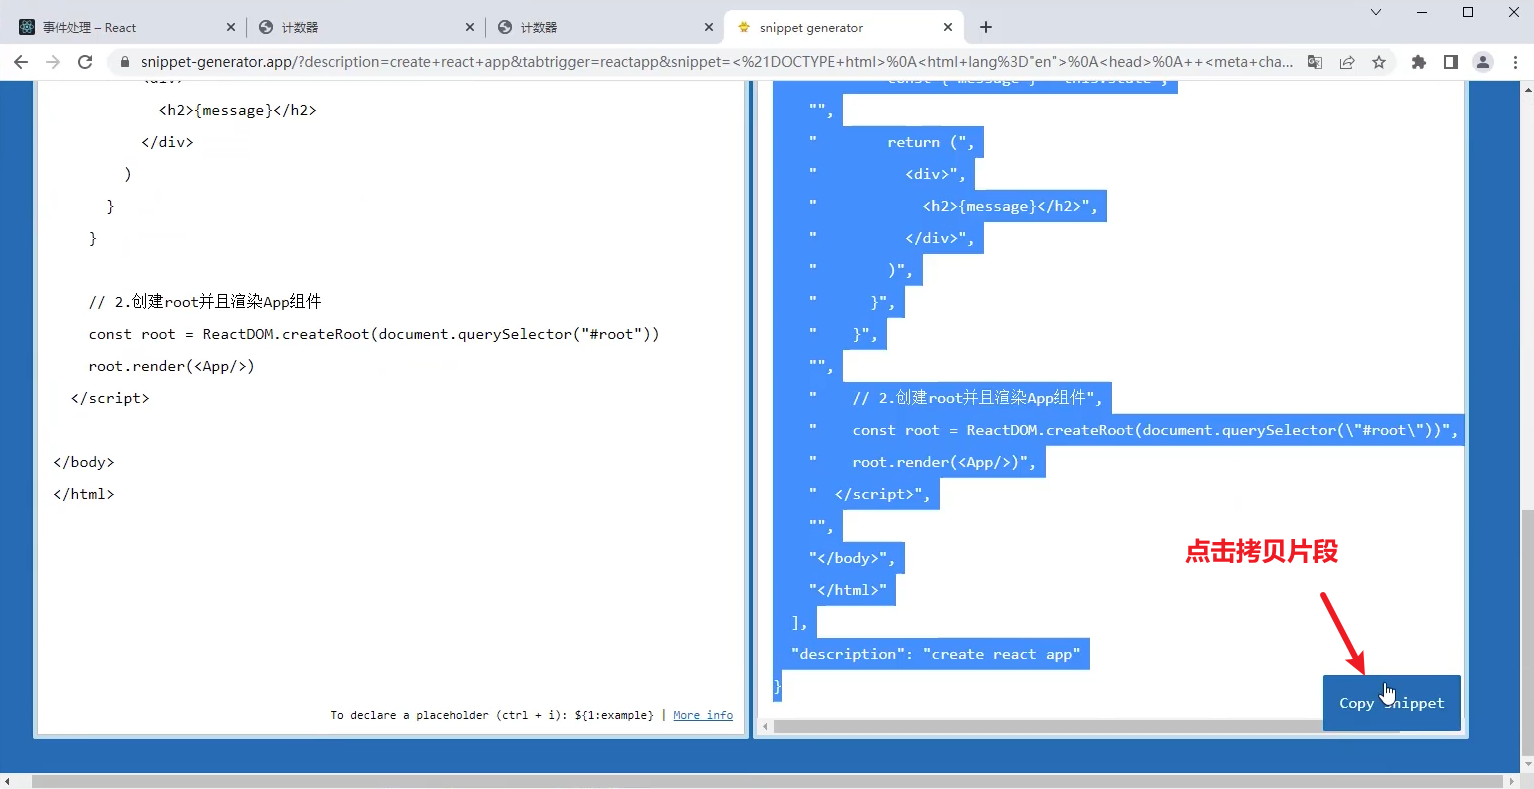 事件处理 – React
计数器
计数器
snippet generator
snippet-generator.app/?description=create+react+app&tabtrigger=reactapp&snippet=<%21DOCTYPE+html>%0A<html+lang%3D"en">%0A<head>%0A++<meta+cha...
<div>
<h2>{message}</h2>
</div>
)
}
}
// 2.创建root并且渲染App组件
const root = ReactDOM.createRoot(document.querySelector("#root"))
root.render(<App/>)
</script>
</body>
</html>
To declare a placeholder (ctrl + i): ${1:example} | More info
" const { message } = this.state",
"",
" return (",
" <div>",
" <h2>{message}</h2>",
" </div>",
" )",
" }",
" }",
"",
" // 2.创建root并且渲染App组件",
" const root = ReactDOM.createRoot(document.querySelector(\"#root\"))",
" root.render(<App/>)",
" </script>",
"",
"</body>",
"</html>"
],
"description": "create react app"
}
点击拷贝片段
Copy snippet